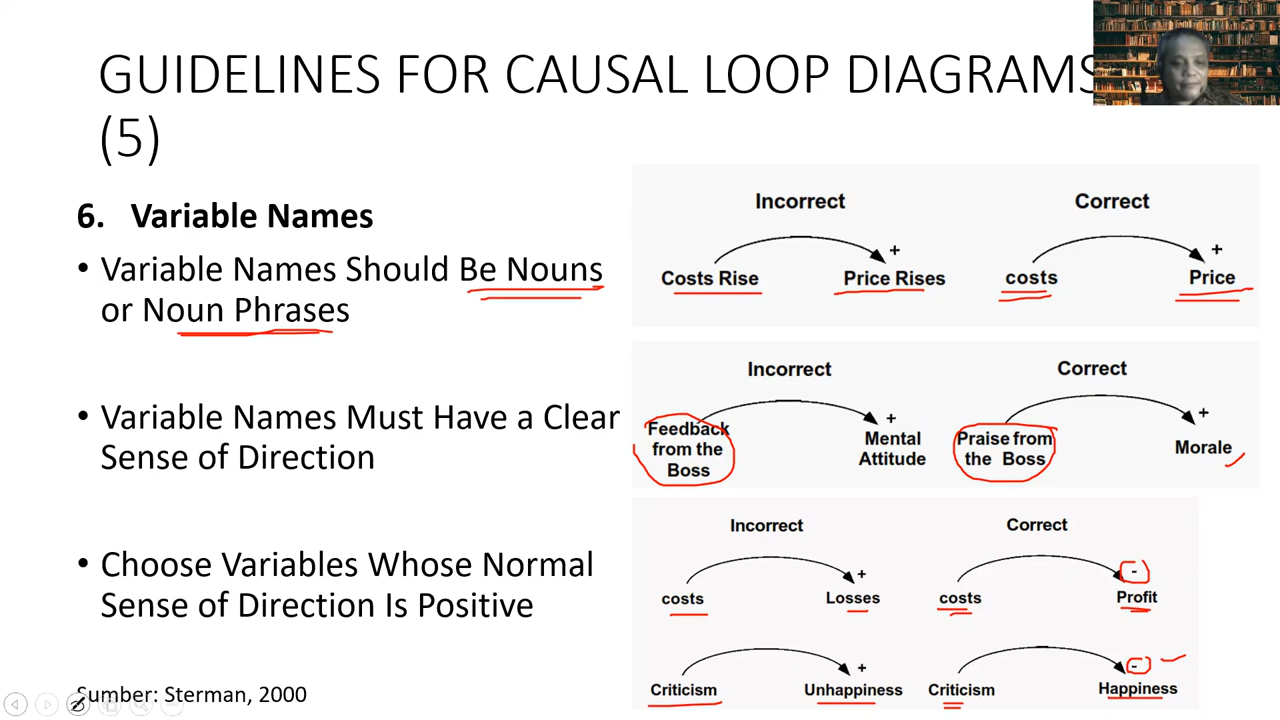 GUIDELINES FOR CAUSAL LOOP DIAGRAMS
(5)
6. Variable Names
• Variable Names Should Be Nouns
or Noun Phrases
• Variable Names Must Have a Clear
Sense of Direction
• Choose Variables Whose Normal
Sense of Direction Is Positive
Sumber: Sterman, 2000
Incorrect Correct
+ +
Costs Rise Price Rises costs Price
Incorrect Correct
+ +
Feedback
from the
Boss
Mental
Attitude
Praise from
the Boss
Morale
Incorrect Correct
+ -
costs Losses costs Profit
+ -
Criticism Unhappiness Criticism Happiness